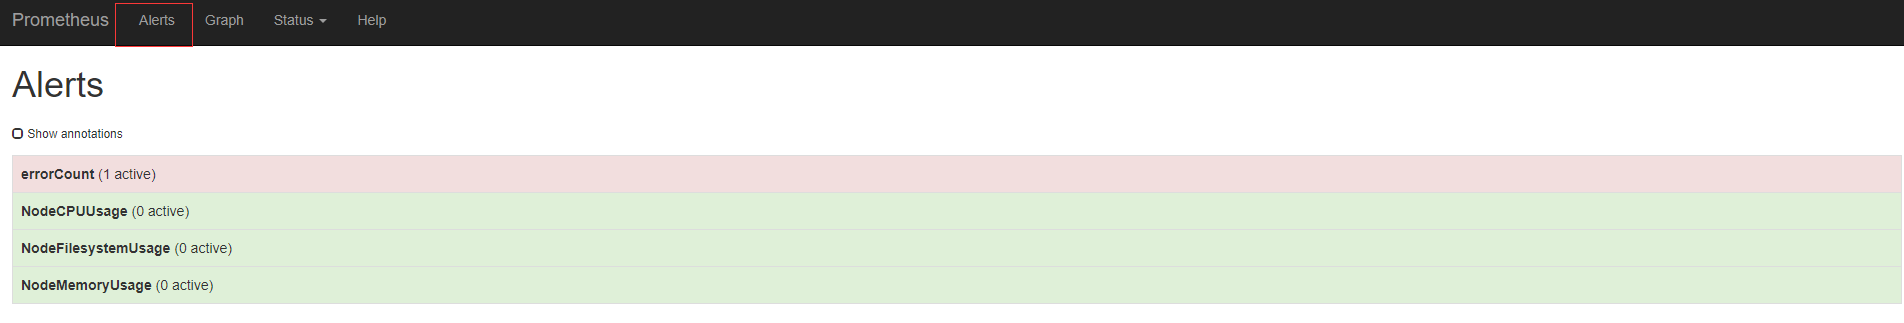 Prometheus Alerts Graph Status Help
Alerts
Show annotations
errorCount (1 active)
NodeCPUUsage (0 active)
NodeFilesystemUsage (0 active)
NodeMemoryUsage (0 active)